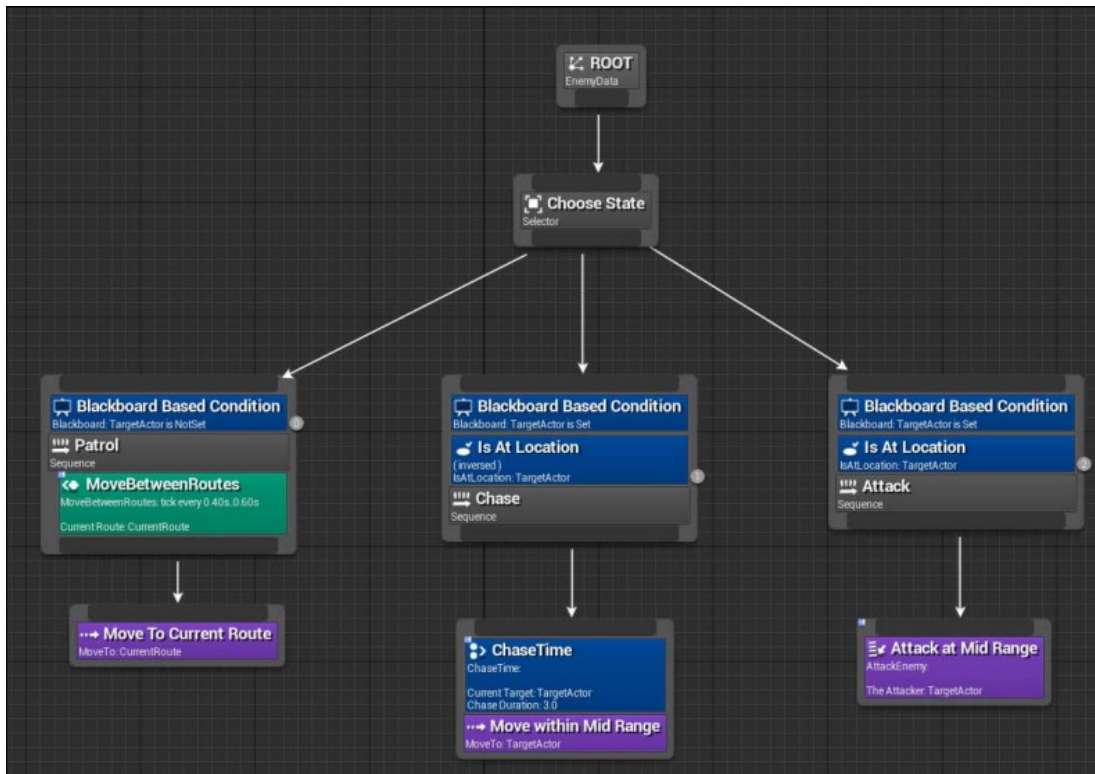 ROOT
EnemyData
Choose State
Selector
Blackboard Based Condition
Blackboard: TargetActor is NotSet
0
Patrol
Sequence
MoveBetweenRoutes
MoveBetweenRoutes: tick every 0.40s..0.60s
Current Route: CurrentRoute
Move To Current Route
MoveTo: CurrentRoute
Blackboard Based Condition
Blackboard: TargetActor is Set
Is At Location
( inversed )
IsAtLocation: TargetActor
1
Chase
Sequence
ChaseTime
ChaseTime:
Current Target: TargetActor
Chase Duration: 3.0
Move within Mid Range
MoveTo: TargetActor
Blackboard Based Condition
Blackboard: TargetActor is Set
Is At Location
IsAtLocation: TargetActor
2
Attack
Sequence
Attack at Mid Range
AttackEnemy:
The Attacker: TargetActor